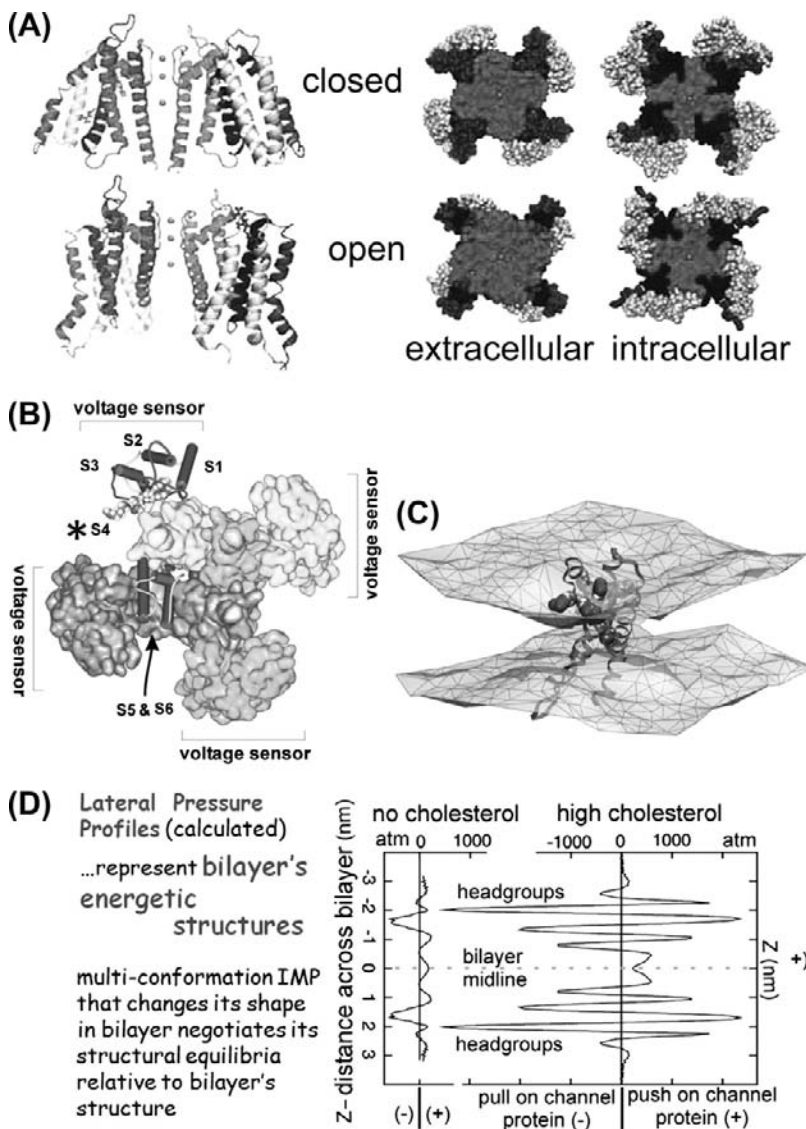 (A)
closed
open
extracellular intracellular
(B)
voltage sensor
S2
S3
S1
S4
voltage sensor
voltage sensor
S5 & S6
voltage sensor
(C)
(D)
Lateral Pressure
Profiles (calculated)
...represent bilayer's
energetic
structures
multi-conformation IMP
that changes its shape
in bilayer negotiates its
structural equilibria
relative to bilayer's
structure
no cholesterol high cholesterol
atm
0 1000 -1000 0 1000 atm
Z- distance across bilayer (nm)
-3
-2
-1
0
1
2
3
headgroups
bilayer
midline
headgroups
Z (nm)
(+
(-) (+)
pull on channel
protein (-)
push on channel
protein (+)